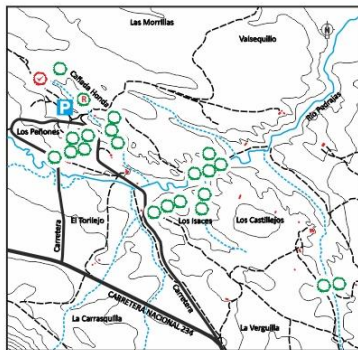 Las Morrillas
Valsequillo
N
Cañada Honda
Río Pedrajas
R
P
Los Peñones
El Torilejo
Los Isaces
Los Castillejos
Carretera
Carretera
CARRETERA NACIONAL 234
La Carrasquilla
La Verguilla